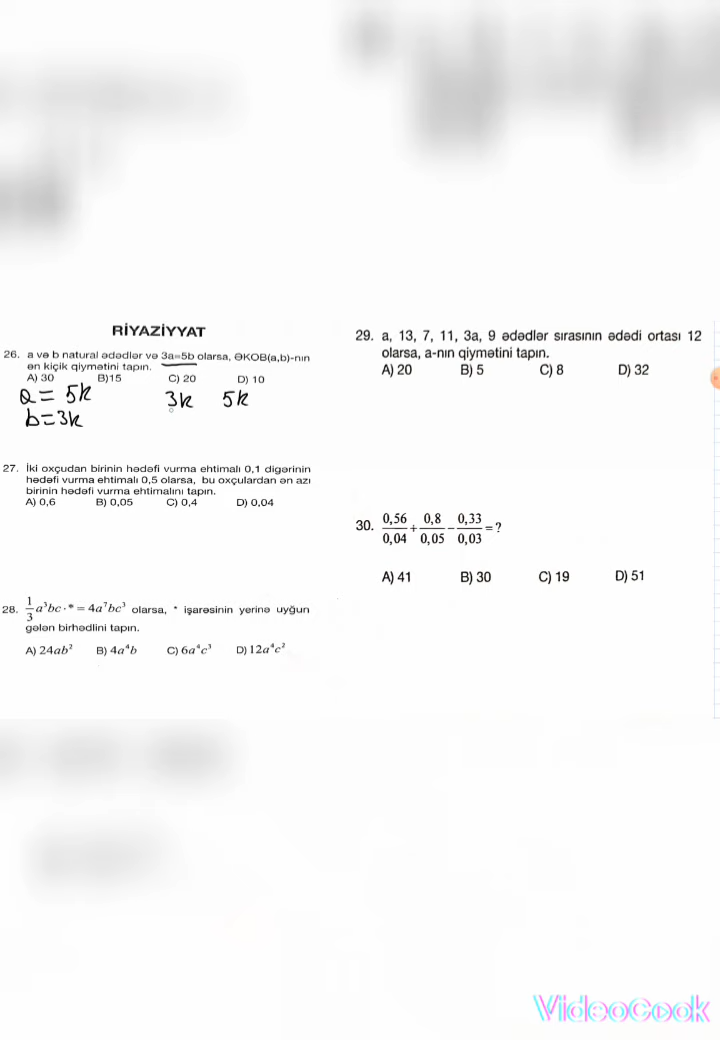 RİYAZİYYAT
26. a və b natural ədədlər və 3a=5b olarsa, ƏKOB(a,b)-nın
ən kiçik qiymətini tapın.
A) 30 B)15 C) 20 D) 10
a = 5k 3k 5k
b=3k
27. İki oxçudan birinin hədəfi vurma ehtimalı 0,1 digərinin
hədəfi vurma ehtimalı 0,5 olarsa, bu oxçulardan ən azı
birinin hədəfi vurma ehtimalını tapın.
A) 0,6 B) 0,05 C) 0,4 D) 0,04
28. 1/3 a³bc · * = 4a⁷bc³ olarsa, * işarəsinin yerinə uyğun
gələn birhədlini tapın.
A) 24ab² B) 4a⁴b C) 6a⁴c³ D) 12a⁴c²
29. a, 13, 7, 11, 3a, 9 ədədlər sırasının ədədi ortası 12
olarsa, a-nın qiymətini tapın.
A) 20 B) 5 C) 8 D) 32
30. 0,56/0,04 + 0,8/0,05 − 0,33/0,03 = ?
A) 41 B) 30 C) 19 D) 51
VideoCook